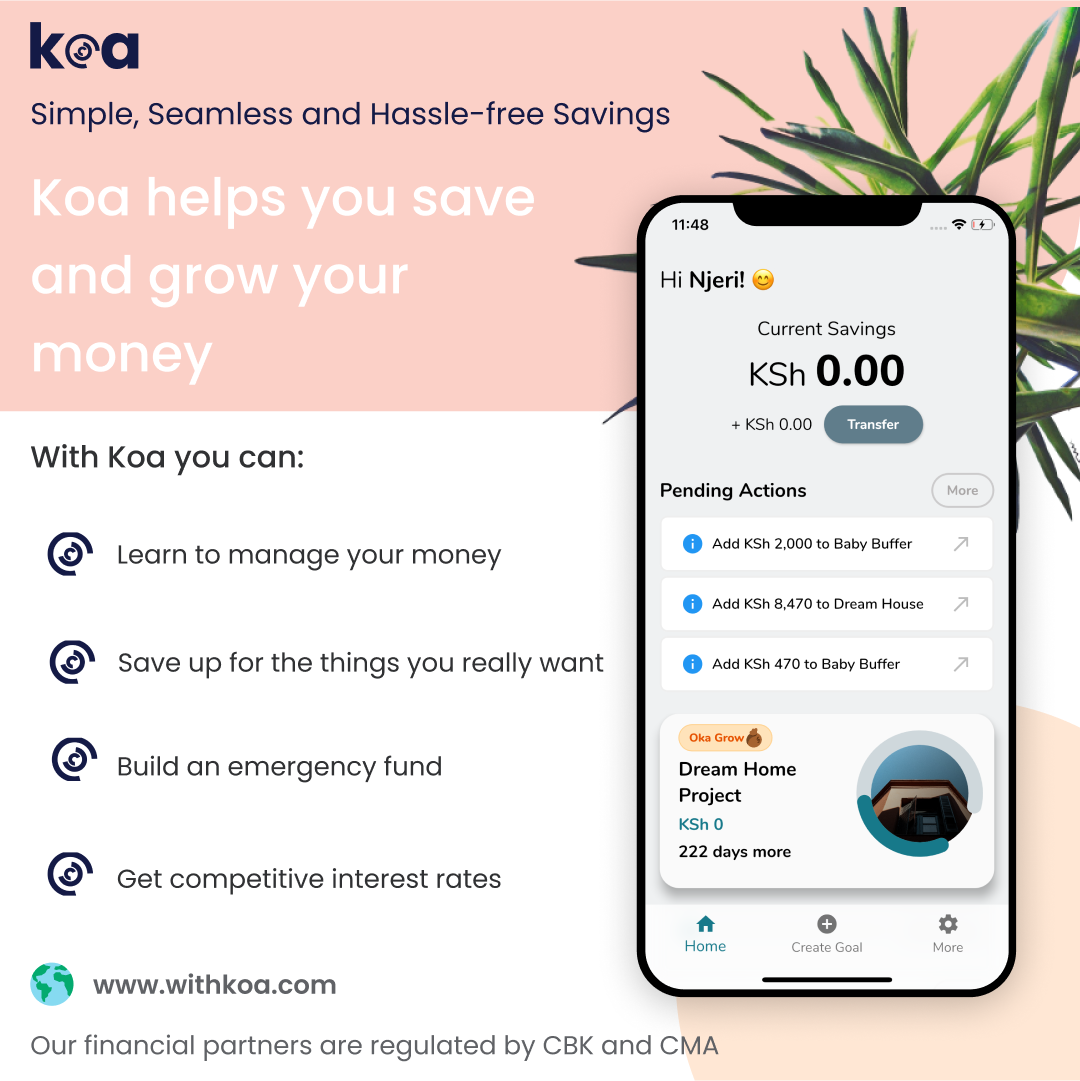 koa
Simple, Seamless and Hassle-free Savings
Koa helps you save
and grow your
money
With Koa you can:
Learn to manage your money
Save up for the things you really want
Build an emergency fund
Get competitive interest rates
www.withkoa.com
Our financial partners are regulated by CBK and CMA
11:48
Hi Njeri! 😊
Current Savings
KSh 0.00
+ KSh 0.00 Transfer
Pending Actions More
Add KSh 2,000 to Baby Buffer
Add KSh 8,470 to Dream House
Add KSh 470 to Baby Buffer
Oka Grow
Dream Home
Project
KSh 0
222 days more
Home Create Goal More